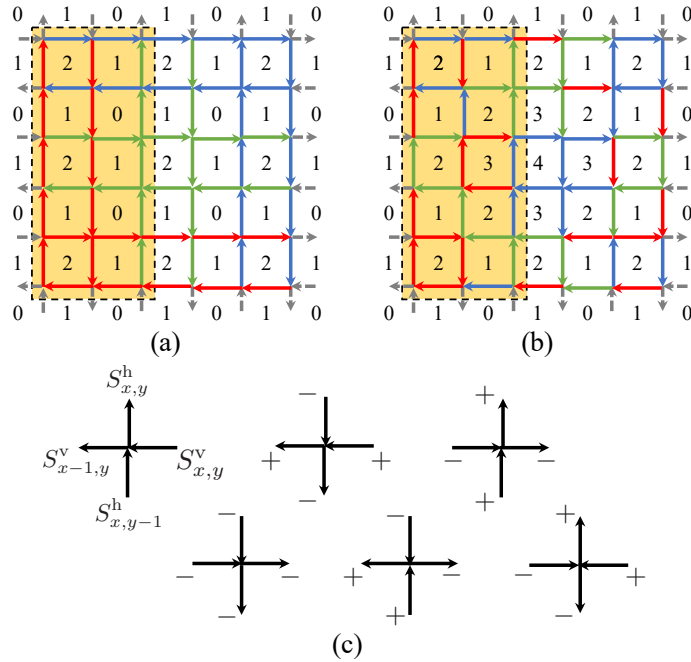 0 1 0 1 0 1 0
1 2 1 2 1 2 1
0 1 0 1 0 1 0
1 2 1 2 1 2 1
0 1 0 1 0 1 0
1 2 1 2 1 2 1
0 1 0 1 0 1 0
(a)
0 1 0 1 0 1 0
1 2 1 2 1 2 1
0 1 2 3 2 1 0
1 2 3 4 3 2 1
0 1 2 3 2 1 0
1 2 1 2 1 2 1
0 1 0 1 0 1 0
(b)
S^h_{x,y}
S^v_{x-1,y} S^v_{x,y}
S^h_{x,y-1}
−
+ +
−
+
− −
+
−
− −
−
−
+ −
+
+
− +
−
(c)